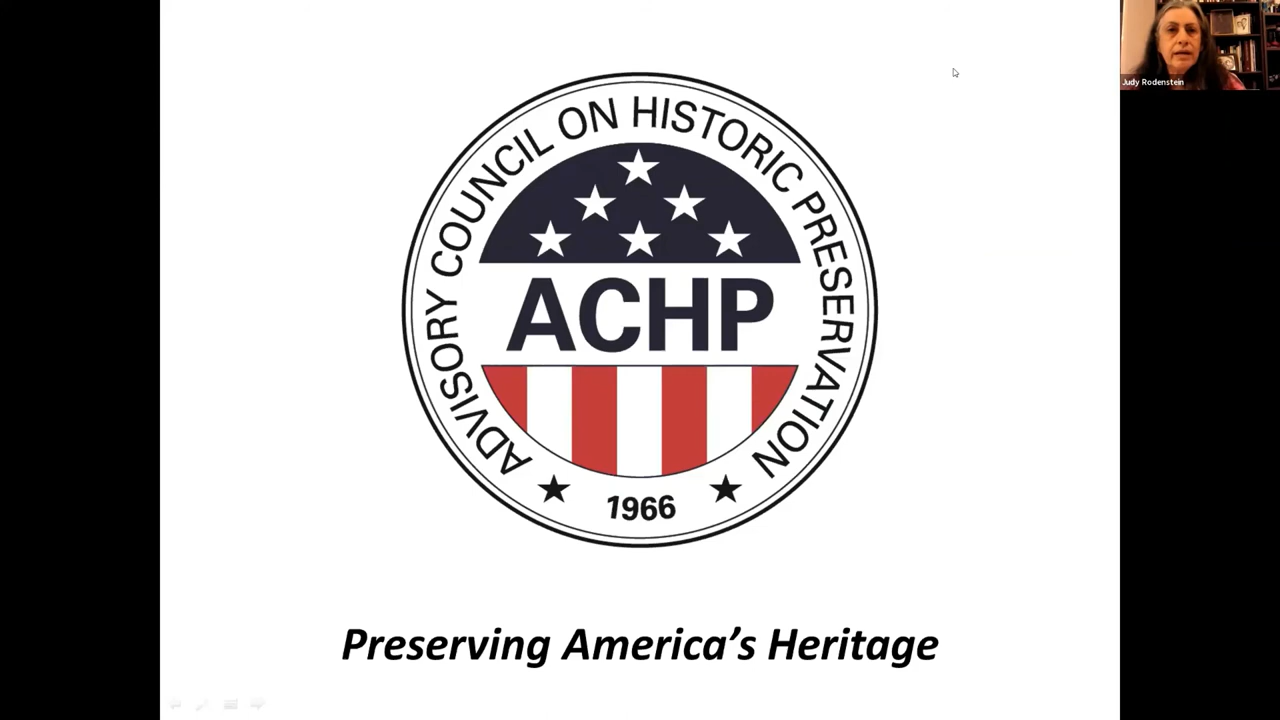 ADVISORY COUNCIL ON HISTORIC PRESERVATION
ACHP
1966
Preserving America's Heritage
Judy Rodenstein